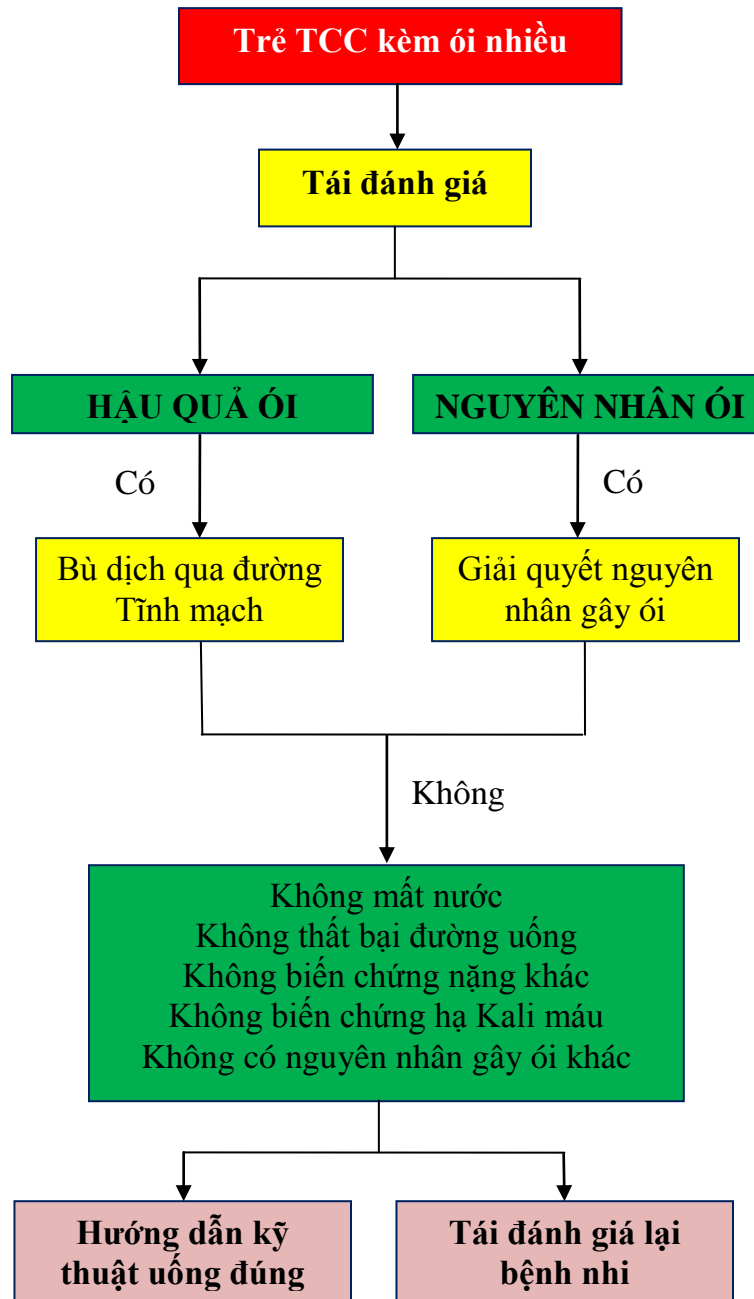 Trẻ TCC kèm ói nhiều
Tái đánh giá
HẬU QUẢ ÓI
NGUYÊN NHÂN ÓI
Có
Có
Bù dịch qua đường
Tĩnh mạch
Giải quyết nguyên
nhân gây ói
Không
Không mất nước
Không thất bại đường uống
Không biến chứng nặng khác
Không biến chứng hạ Kali máu
Không có nguyên nhân gây ói khác
Hướng dẫn kỹ
thuật uống đúng
Tái đánh giá lại
bệnh nhi